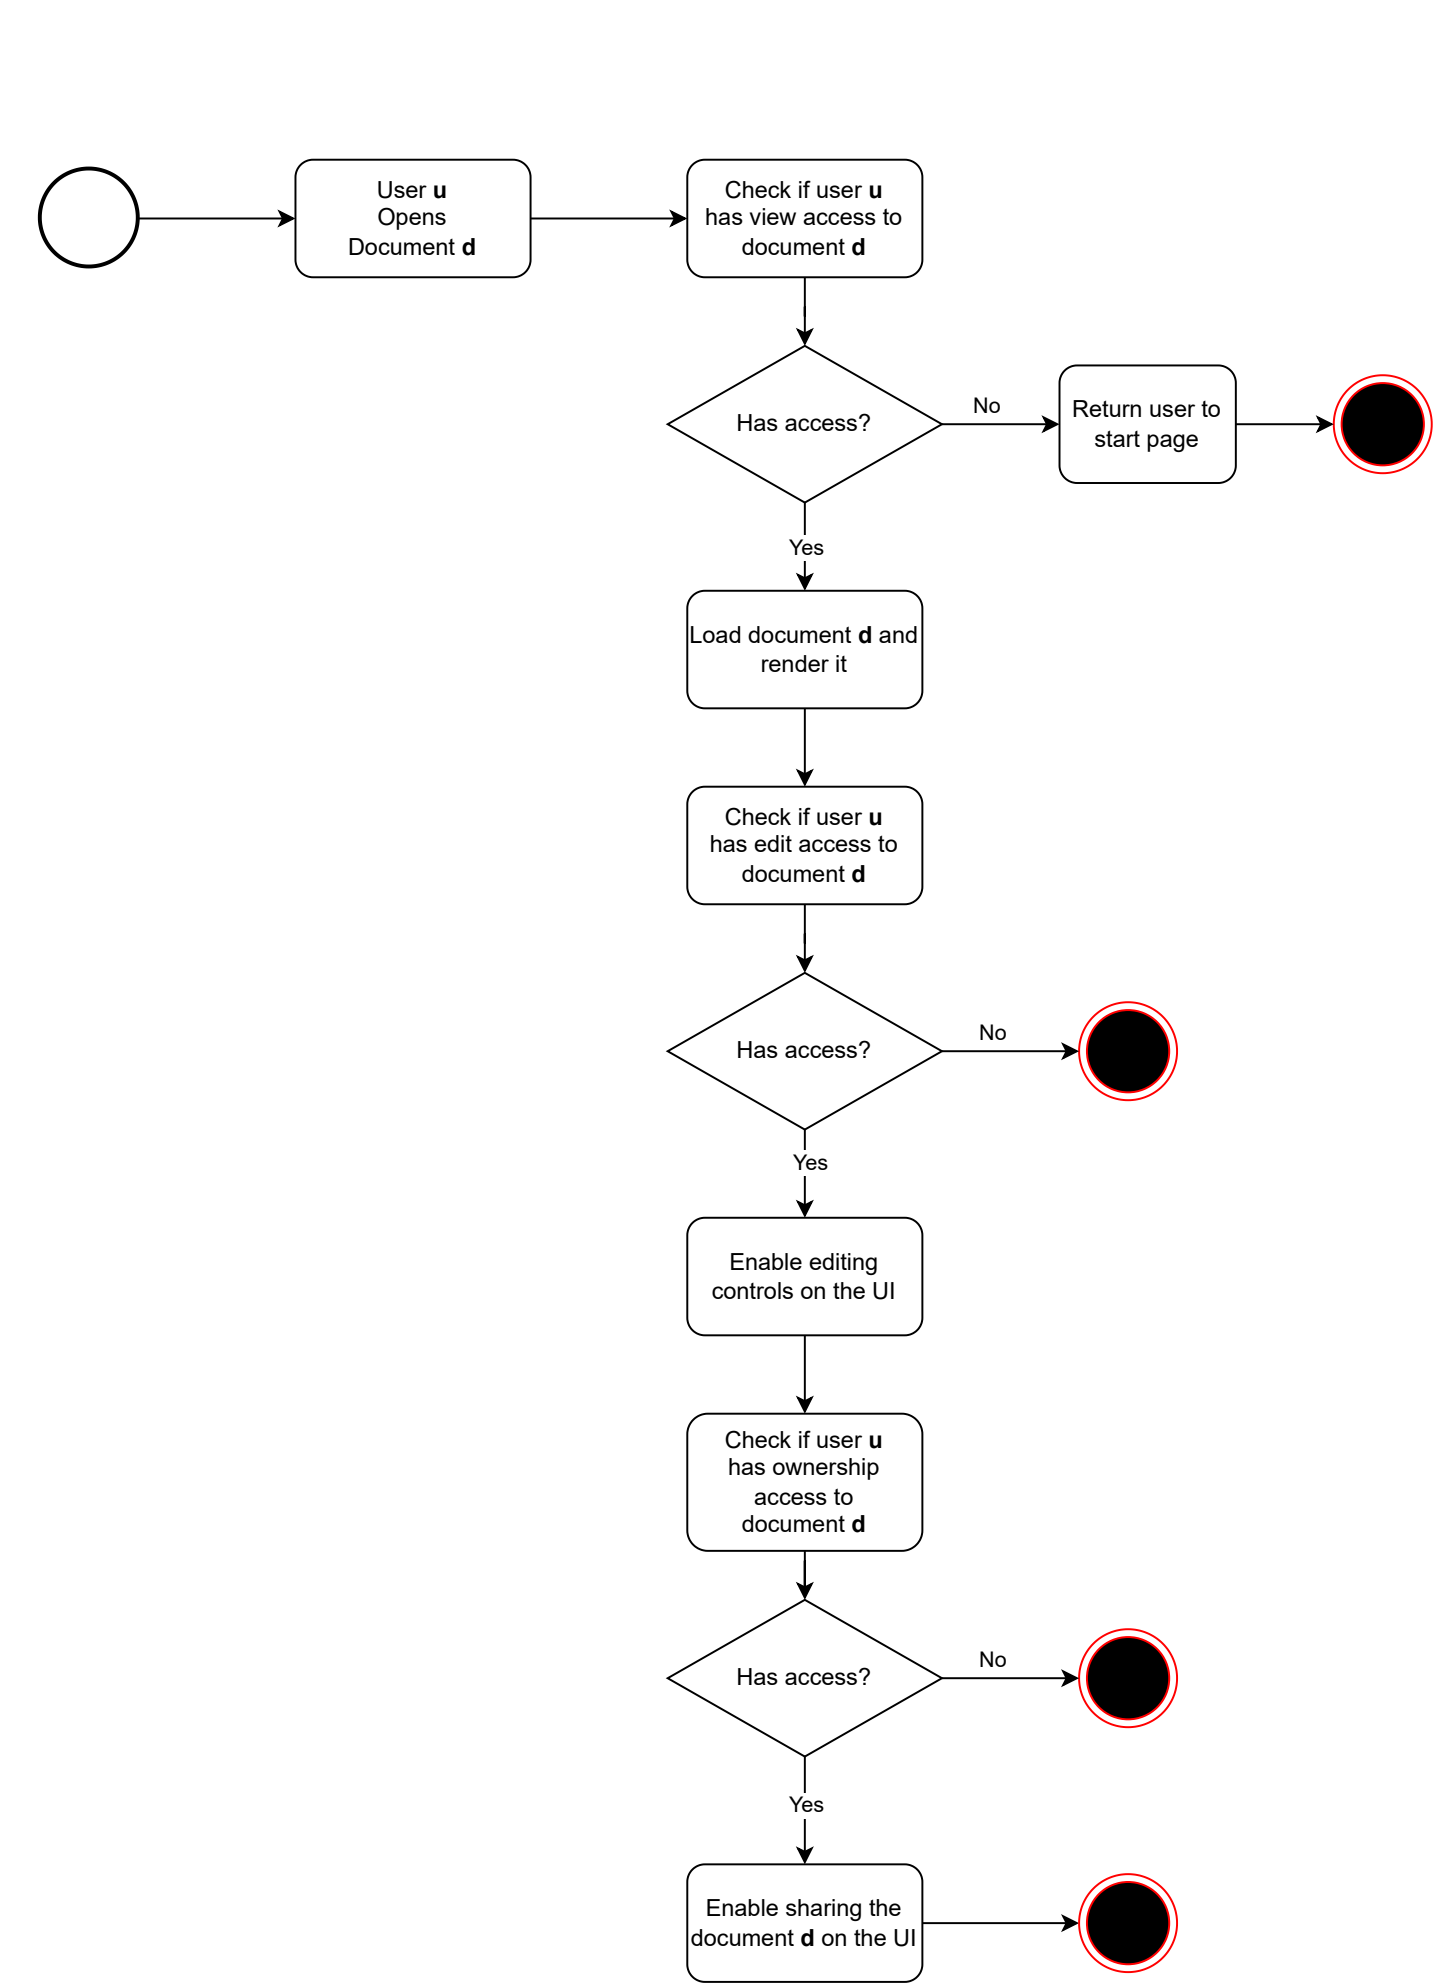 User u
Opens
Document d
Check if user u
has view access to
document d
Has access?
No
Return user to
start page
Yes
Load document d and
render it
Check if user u
has edit access to
document d
Has access?
No
Yes
Enable editing
controls on the UI
Check if user u
has ownership
access to
document d
Has access?
No
Yes
Enable sharing the
document d on the UI